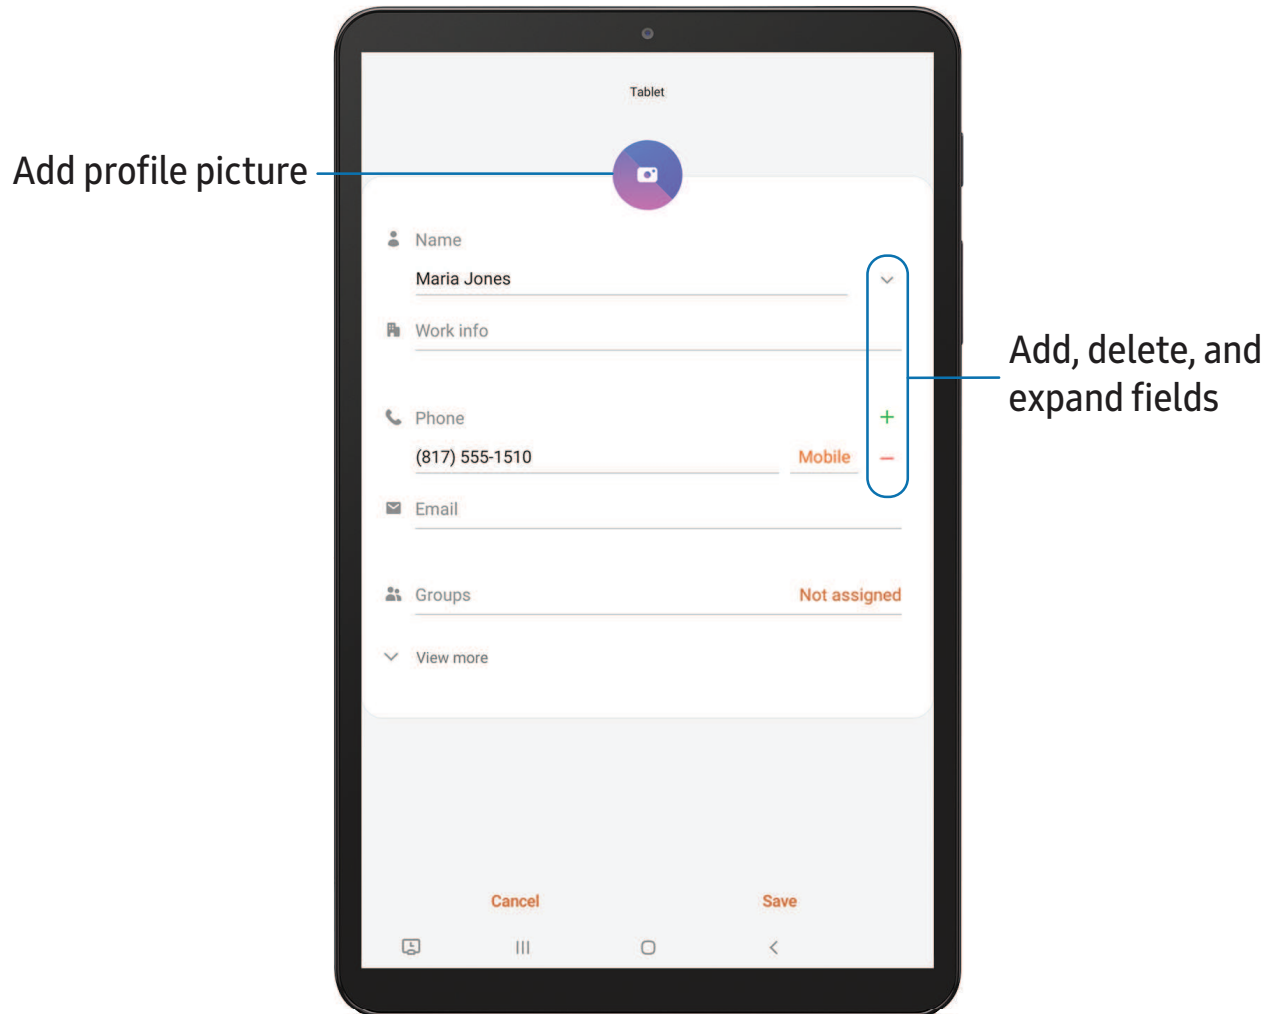 Tablet
Add profile picture
Name
Maria Jones
Work info
Add, delete, and
expand fields
Phone
(817) 555-1510 Mobile
Email
Groups Not assigned
View more
Cancel Save